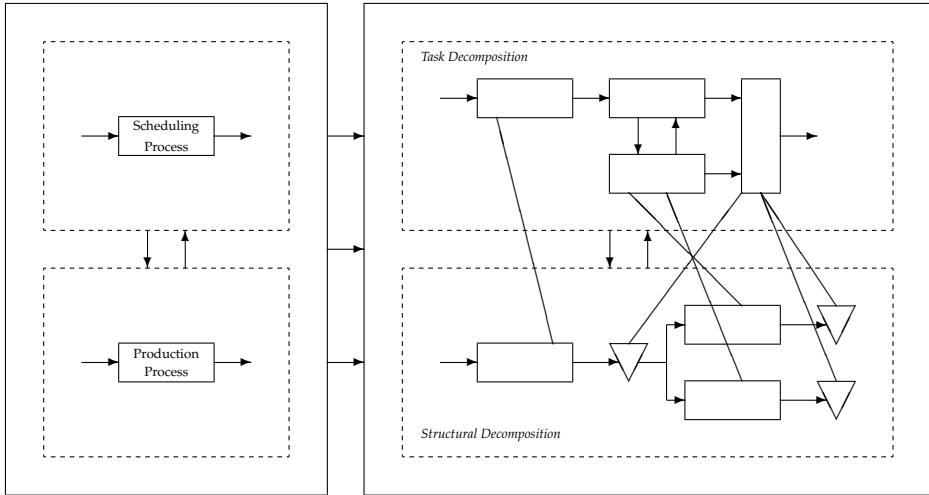 Task Decomposition
Scheduling
Process
Production
Process
Structural Decomposition